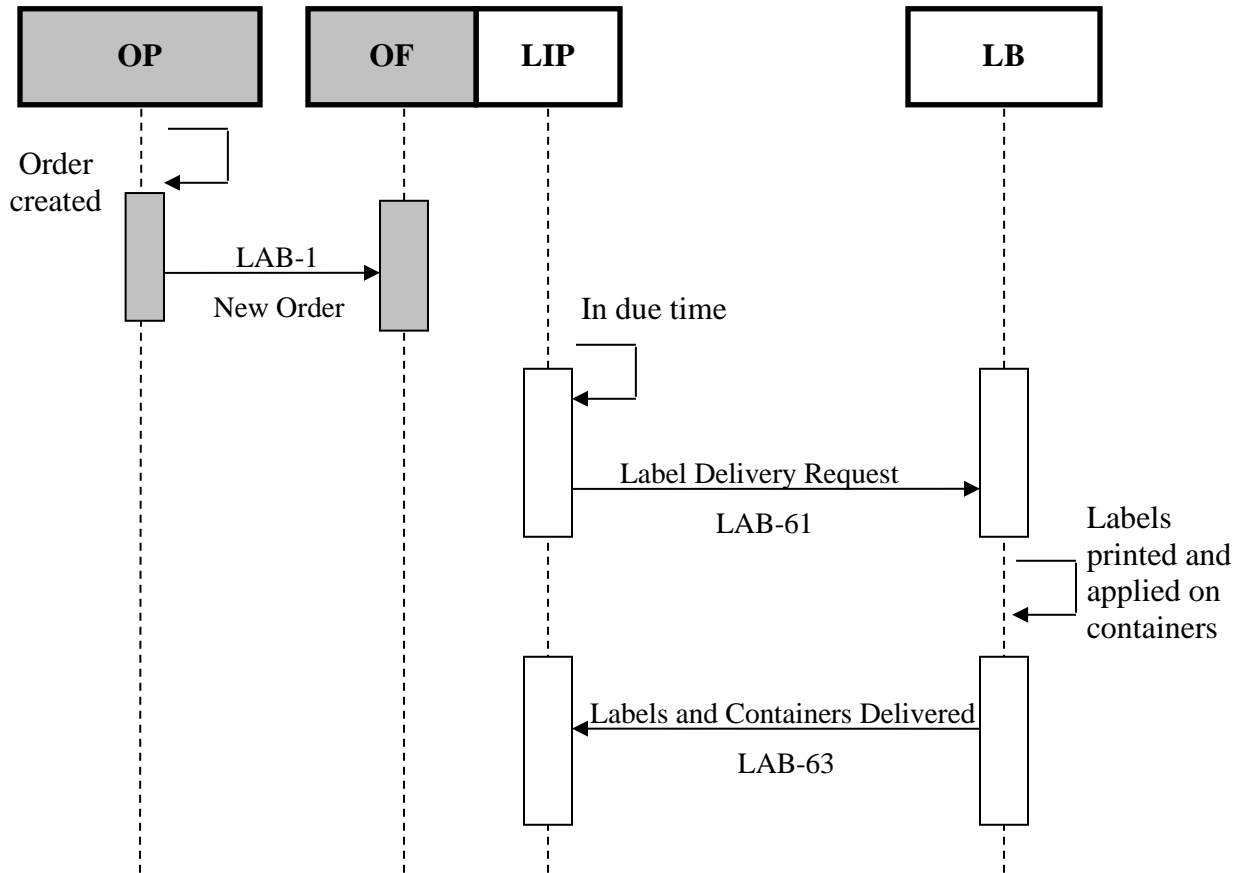 OP
OF
LIP
LB
Order
created
LAB-1
New Order
In due time
Label Delivery Request
LAB-61
Labels
printed and
applied on
containers
Labels and Containers Delivered
LAB-63